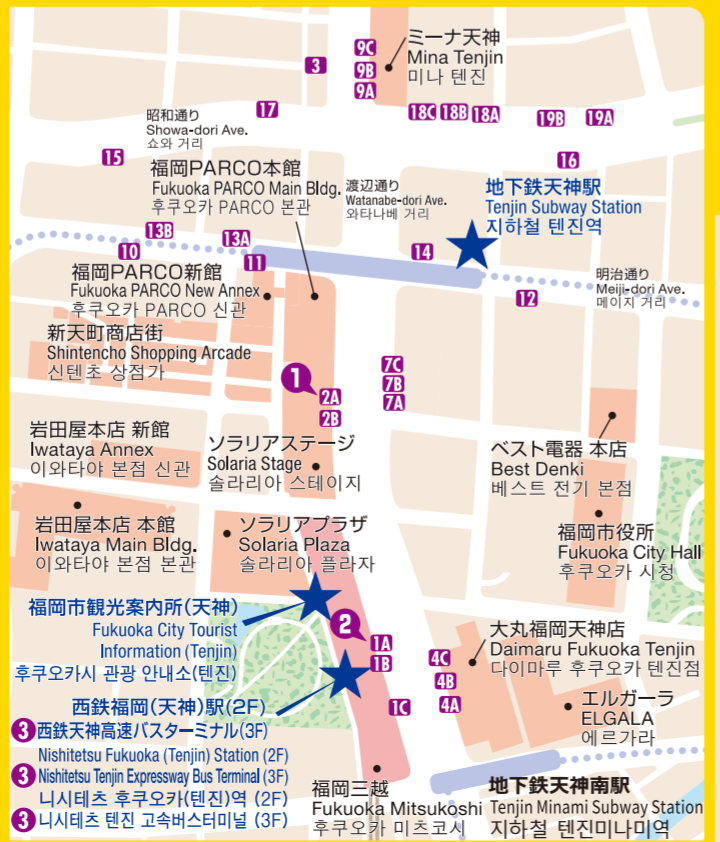 ミーナ天神
Mina Tenjin
미나 텐진
9C
9B
9A
3
17
18C 18B 18A
19B 19A
昭和通り
Showa-dori Ave.
쇼와 거리
15
16
福岡PARCO本館
Fukuoka PARCO Main Bldg.
후쿠오카 PARCO 본관
渡辺通り
Watanabe-dori Ave.
와타나베 거리
地下鉄天神駅
Tenjin Subway Station
지하철 텐진역
13B
13A
10
11
14
12
明治通り
Meiji-dori Ave.
메이지 거리
福岡PARCO新館
Fukuoka PARCO New Annex
후쿠오카 PARCO 신관
新天町商店街
Shintencho Shopping Arcade
신텐초 상점가
1
2A
2B
7C
7B
7A
岩田屋本店 新館
Iwataya Annex
이와타야 본점 신관
ソラリアステージ
Solaria Stage
솔라리아 스테이지
ベスト電器 本店
Best Denki
베스트 전기 본점
岩田屋本店 本館
Iwataya Main Bldg.
이와타야 본점 본관
ソラリアプラザ
Solaria Plaza
솔라리아 플라자
福岡市役所
Fukuoka City Hall
후쿠오카 시청
福岡市観光案内所(天神)
Fukuoka City Tourist
Information (Tenjin)
후쿠오카시 관광 안내소(텐진)
2
1A
1B
1C
4C
4B
4A
大丸福岡天神店
Daimaru Fukuoka Tenjin
다이마루 후쿠오카 텐진점
エルガーラ
ELGALA
에르가라
西鉄福岡(天神)駅(2F)
3 西鉄天神高速バスターミナル(3F)
Nishitetsu Fukuoka (Tenjin) Station (2F)
3 Nishitetsu Tenjin Expressway Bus Terminal (3F)
니시테츠 후쿠오카(텐진)역 (2F)
3 니시테츠 텐진 고속버스터미널 (3F)
福岡三越
Fukuoka Mitsukoshi
후쿠오카 미츠코시
地下鉄天神南駅
Tenjin Minami Subway Station
지하철 텐진미나미역